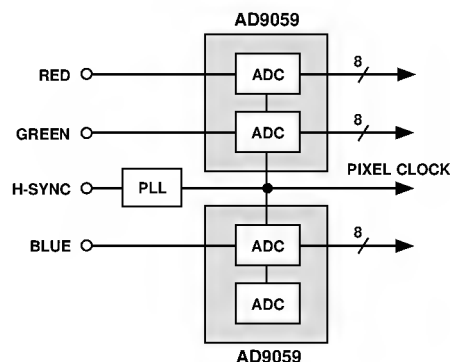 AD9059
RED
ADC
8
GREEN
ADC
8
PIXEL CLOCK
H-SYNC
PLL
BLUE
ADC
8
ADC
AD9059